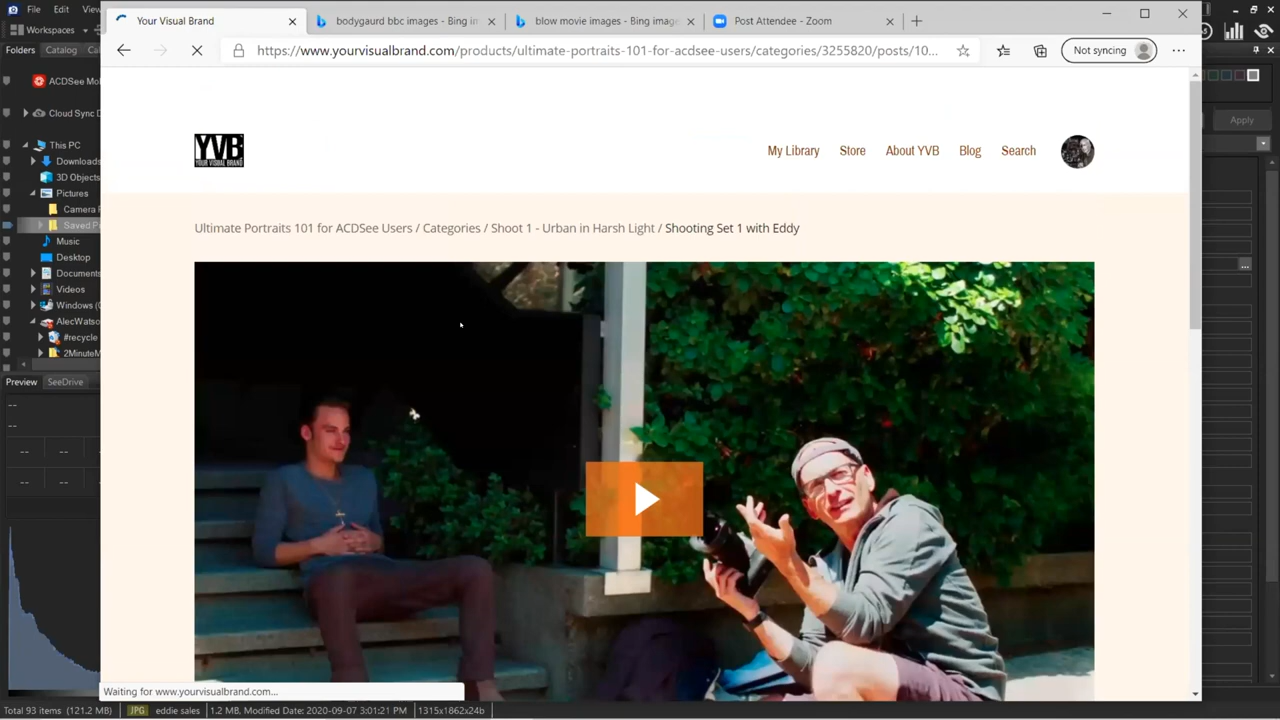 Your Visual Brand
bodygaurd bbc images - Bing in
blow movie images - Bing image
Post Attendee - Zoom
https://www.yourvisualbrand.com/products/ultimate-portraits-101-for-acdsee-users/categories/3255820/posts/10...
Not syncing
File Edit
Workspaces
Folders Catalog
ACDSee Mo
Cloud Sync D
This PC
Downloads
3D Objects
Pictures
Camera
Saved P
Music
Desktop
Documents
Videos
Windows (
AlecWatso
#recycle
2MinuteM
Preview SeeDrive
--
--
-- --
-- --
Apply
...
YVB
YOUR VISUAL BRAND
My Library Store About YVB Blog Search
Ultimate Portraits 101 for ACDSee Users / Categories / Shoot 1 - Urban in Harsh Light / Shooting Set 1 with Eddy
Waiting for www.yourvisualbrand.com...
Total 93 items (121.2 MB) JPG eddie sales 1.2 MB, Modified Date: 2020-09-07 3:01:21 PM 1315x1862x24b